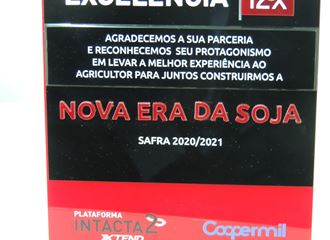 EXCELÊNCIA
12-X
AGRADECEMOS A SUA PARCERIA
E RECONHECEMOS SEU PROTAGONISMO
EM LEVAR A MELHOR EXPERIÊNCIA AO
AGRICULTOR PARA JUNTOS CONSTRUIRMOS A
NOVA ERA DA SOJA
SAFRA 2020/2021
PLATAFORMA
INTACTA 2
XTEND
Coopermil